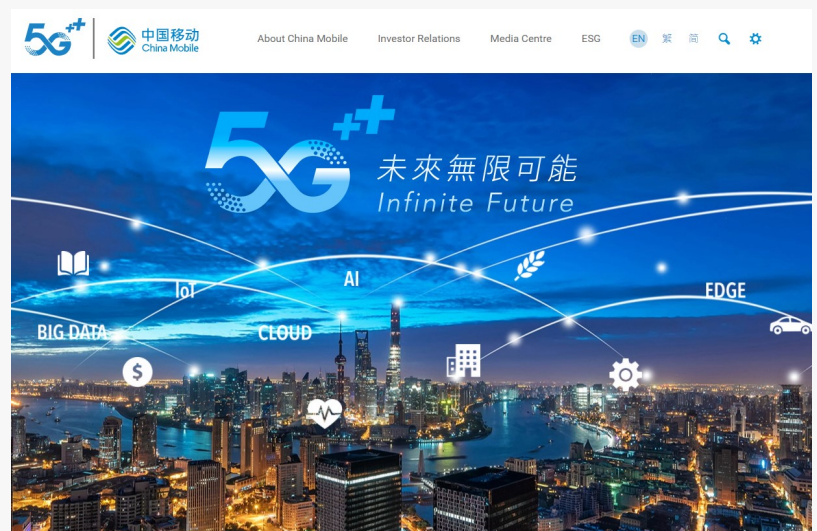 5G++
中国移动
China Mobile
About China Mobile
Investor Relations
Media Centre
ESG
EN
繁
简
5G++
未來無限可能
Infinite Future
AI
IoT
EDGE
BIG DATA
CLOUD
$